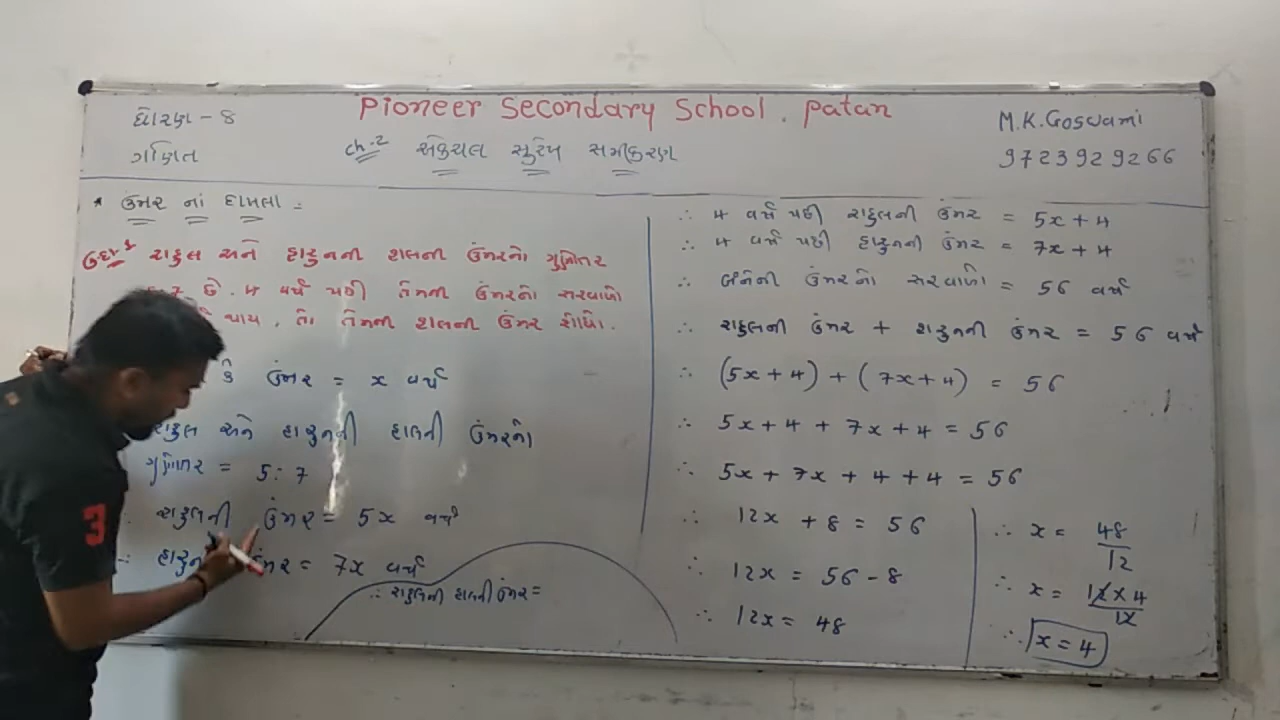 ધોરણ - ૮
Pioneer Secondary School . Patan
M.K.Goswami
ગણિત
ch.2 એકચલ સુરેખ સમીકરણ
9723929266
* ઉંમર નાં દાખલા =
ઉદા 1 રાહુલ અને હારુનની હાલની ઉંમરનો ગુણોત્તર
7 છે. 4 વર્ષ પછી તેમની ઉંમરનો સરવાળો
થાય, તો તેમની હાલની ઉંમર શોધો.
કે ઉંમર = x વર્ષ
રાહુલ અને હારુનની હાલની ઉંમરનો
ગુણોત્તર = 5:7
રાહુલની ઉંમર = 5x વર્ષ
∴ = 7x વર્ષ
∴ રાહુલની હાલની ઉંમર =
∴ 4 વર્ષ પછી રાહુલની ઉંમર = 5x+4
∴ 4 વર્ષ પછી હારુનની ઉંમર = 7x+4
∴ બંનેની ઉંમરનો સરવાળો = 56 વર્ષ
∴ રાહુલની ઉંમર + હારુનની ઉંમર = 56 વર્ષ
∴ (5x+4) + (7x+4) = 56
∴ 5x+4 + 7x+4 = 56
∴ 5x + 7x + 4 + 4 = 56
∴ 12x + 8 = 56
∴ 12x = 56 - 8
∴ 12x = 48
∴ x = 48/12
∴ x = 12x4/12
∴ x = 4
3